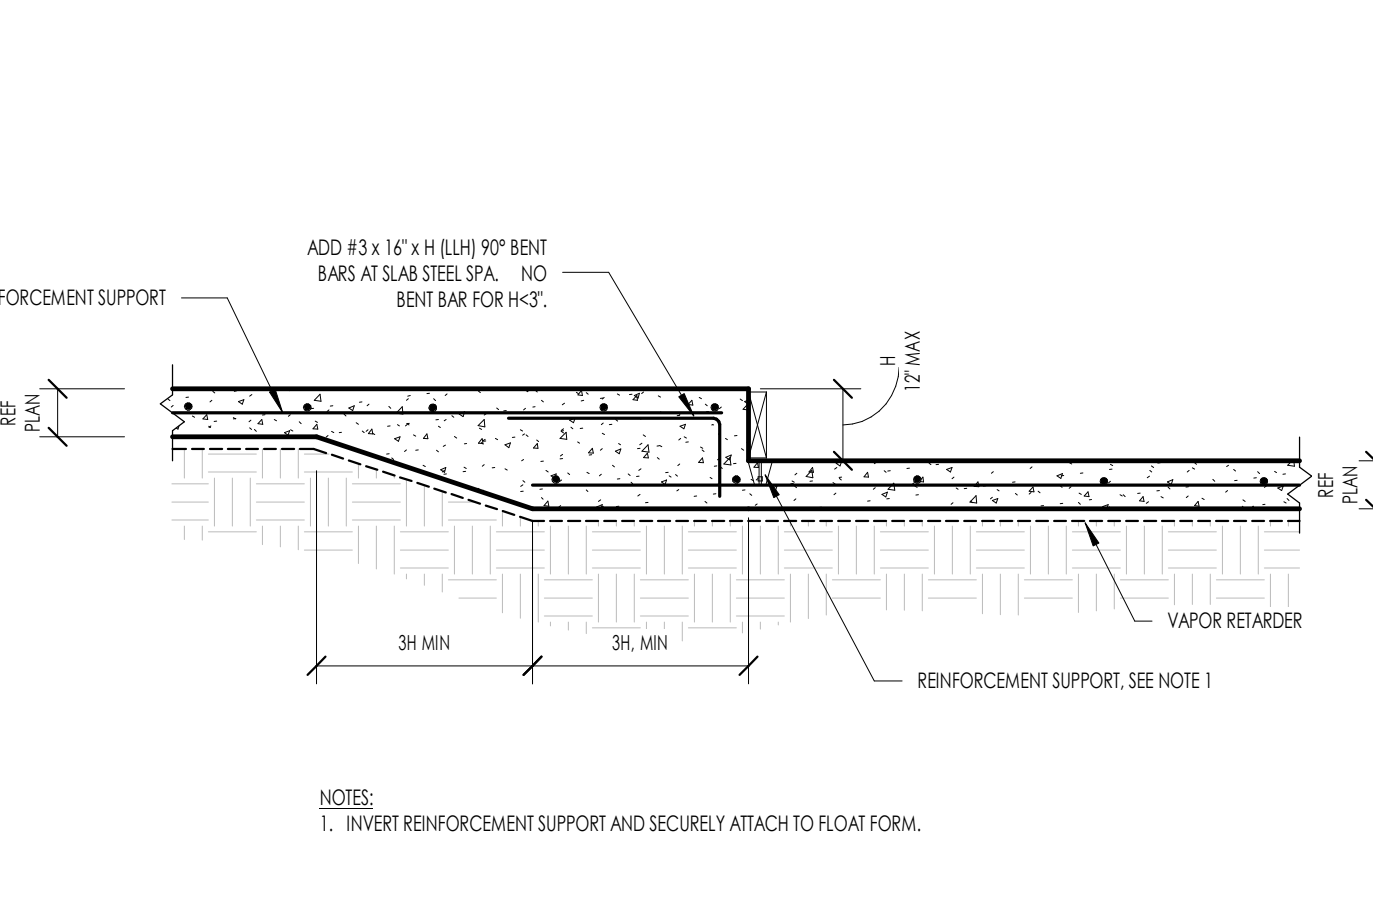 ADD #3 x 16" x H (LLH) 90° BENT
BARS AT SLAB STEEL SPA. NO
BENT BAR FOR H<3".
FORCEMENT SUPPORT
H
12" MAX
REF
PLAN
REF
PLAN
3H MIN
3H, MIN
VAPOR RETARDER
REINFORCEMENT SUPPORT, SEE NOTE 1
NOTES:
1. INVERT REINFORCEMENT SUPPORT AND SECURELY ATTACH TO FLOAT FORM.